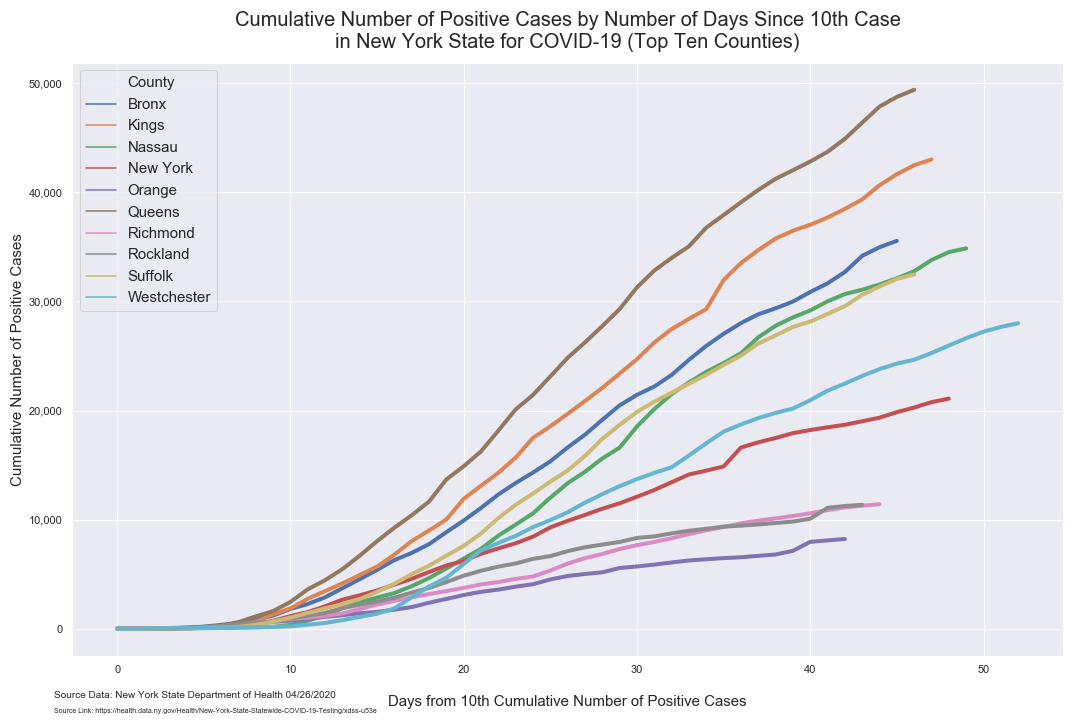 Cumulative Number of Positive Cases by Number of Days Since 10th Case
in New York State for COVID-19 (Top Ten Counties)
50,000
40,000
30,000
20,000
10,000
0
Cumulative Number of Positive Cases
County
Bronx
Kings
Nassau
New York
Orange
Queens
Richmond
Rockland
Suffolk
Westchester
0 10 20 30 40 50
Days from 10th Cumulative Number of Positive Cases
Source Data: New York State Department of Health 04/26/2020
Source Link: https://health.data.ny.gov/Health/New-York-State-Statewide-COVID-19-Testing/xdss-u53e